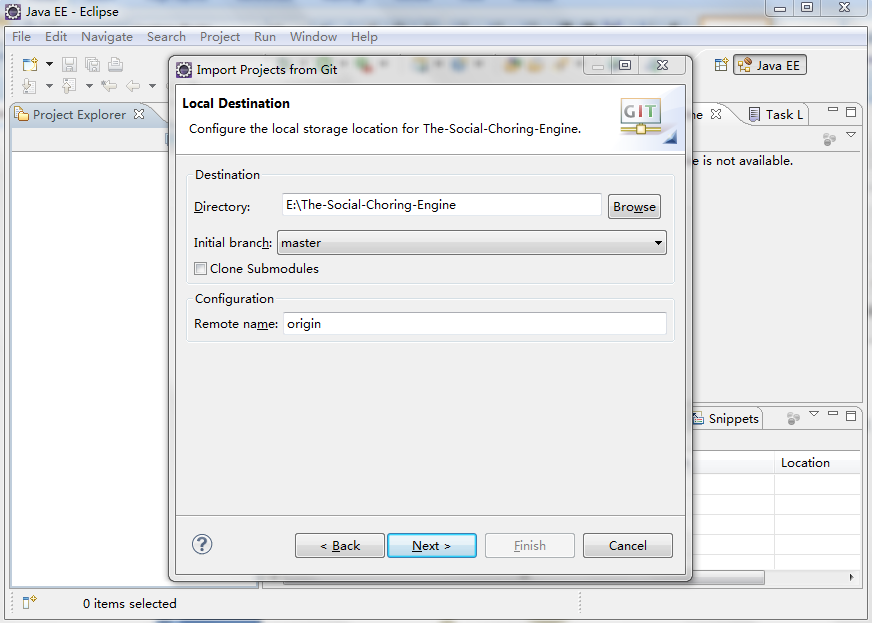 Java EE - Eclipse
File Edit Navigate Search Project Run Window Help
Java EE
Project Explorer
Task L
e is not available.
Import Projects from Git
Local Destination
Configure the local storage location for The-Social-Choring-Engine.
GIT
Destination
Directory: E:\The-Social-Choring-Engine Browse
Initial branch: master
Clone Submodules
Configuration
Remote name: origin
? < Back Next > Finish Cancel
Snippets
Location
0 items selected